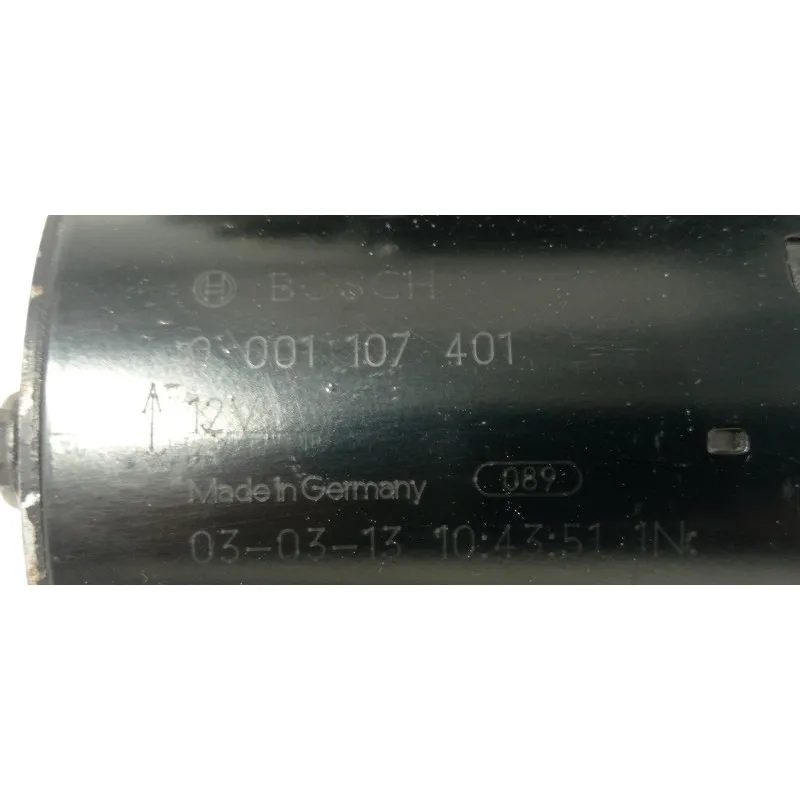 BOSCH
0 001 107 401
12V
Made in Germany 089
03-03-13 10:43:51 1N